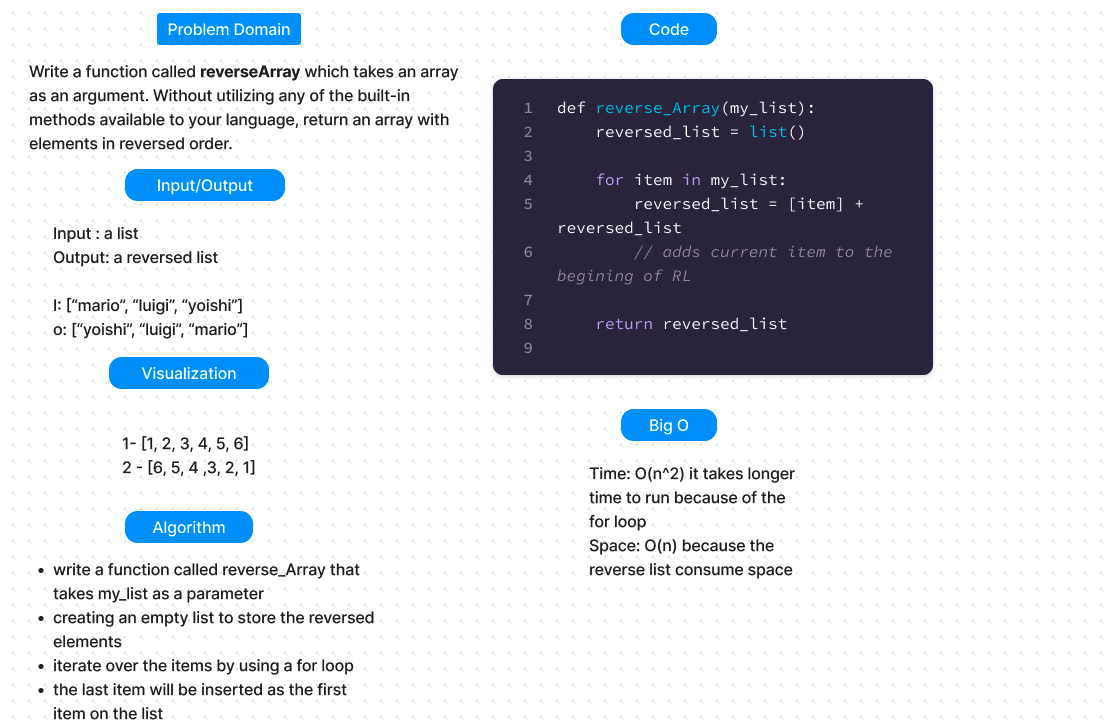 Problem Domain
Write a function called reverseArray which takes an array
as an argument. Without utilizing any of the built-in
methods available to your language, return an array with
elements in reversed order.
Input/Output
Input : a list
Output: a reversed list
I: [“mario”, “luigi”, “yoishi”]
o: [“yoishi”, “luigi”, “mario”]
Visualization
1- [1, 2, 3, 4, 5, 6]
2 - [6, 5, 4 ,3, 2, 1]
Algorithm
• write a function called reverse_Array that
takes my_list as a parameter
• creating an empty list to store the reversed
elements
• iterate over the items by using a for loop
• the last item will be inserted as the first
item on the list
Code
1 def reverse_Array(my_list):
2 reversed_list = list()
3
4 for item in my_list:
5 reversed_list = [item] +
reversed_list
6 // adds current item to the
begining of RL
7
8 return reversed_list
9
Big O
Time: O(n^2) it takes longer
time to run because of the
for loop
Space: O(n) because the
reverse list consume space